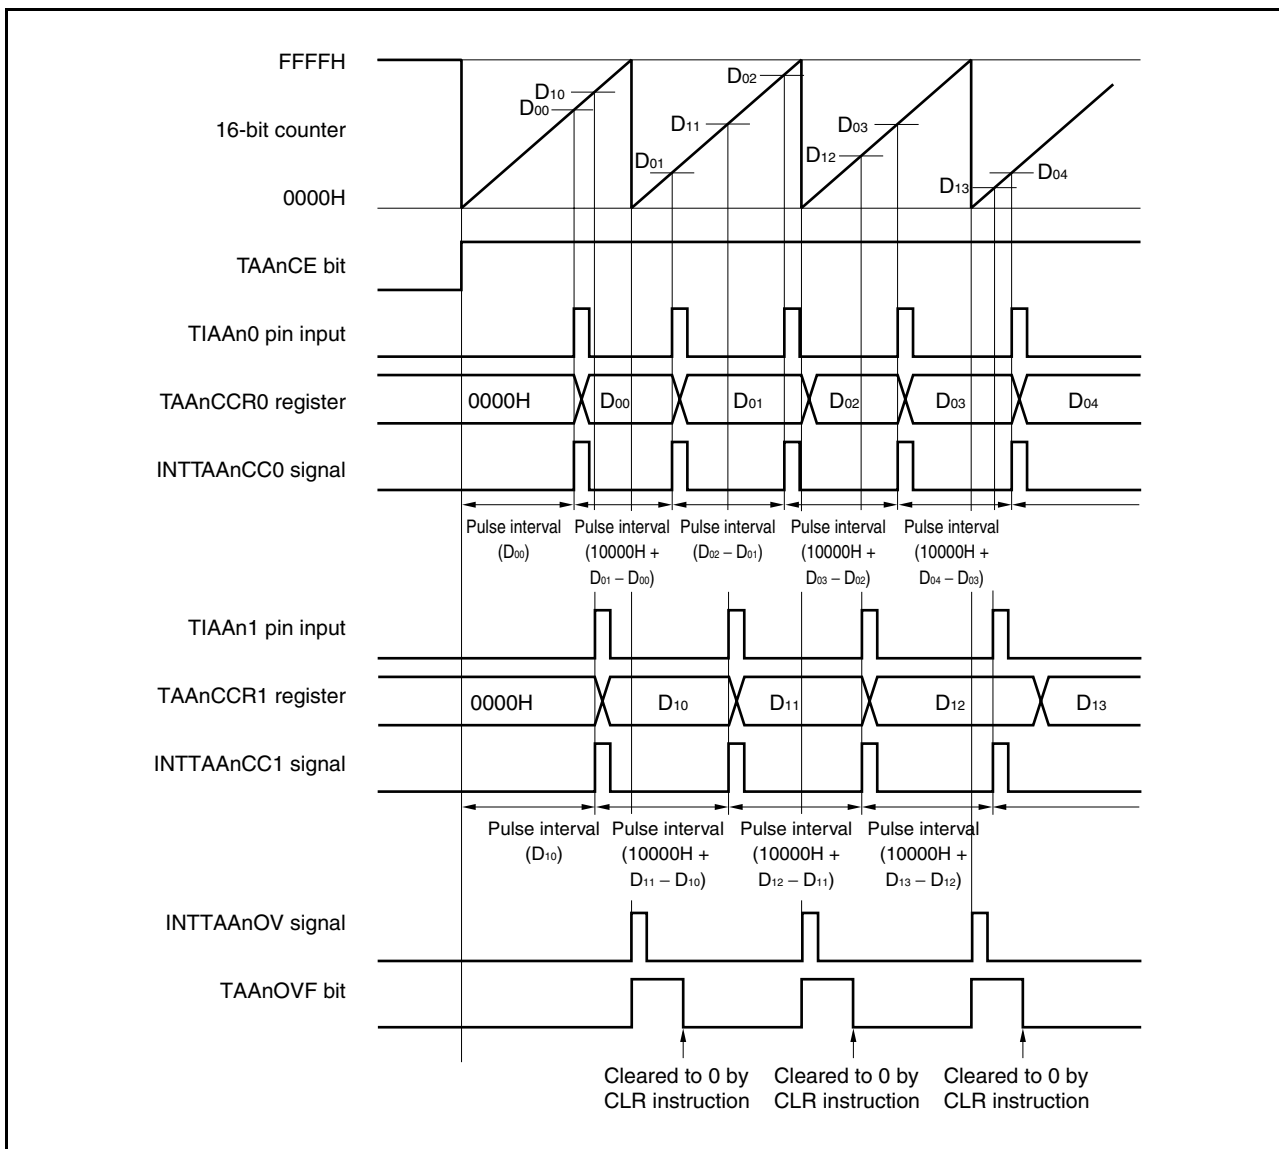 FFFFH
D10
D00
D02
16-bit counter
D11
D03
D01
D12
0000H
D13
D04
TAAnCE bit
TIAAn0 pin input
TAAnCCR0 register
0000H
D00
D01
D02
D03
D04
INTTAAnCC0 signal
Pulse interval
(D00)
Pulse interval
(10000H +
D01 – D00)
Pulse interval
(D02 – D01)
Pulse interval
(10000H +
D03 – D02)
Pulse interval
(10000H +
D04 – D03)
TIAAn1 pin input
TAAnCCR1 register
0000H
D10
D11
D12
D13
INTTAAnCC1 signal
Pulse interval
(D10)
Pulse interval
(10000H +
D11 – D10)
Pulse interval
(10000H +
D12 – D11)
Pulse interval
(10000H +
D13 – D12)
INTTAAnOV signal
TAAnOVF bit
Cleared to 0 by
CLR instruction
Cleared to 0 by
CLR instruction
Cleared to 0 by
CLR instruction